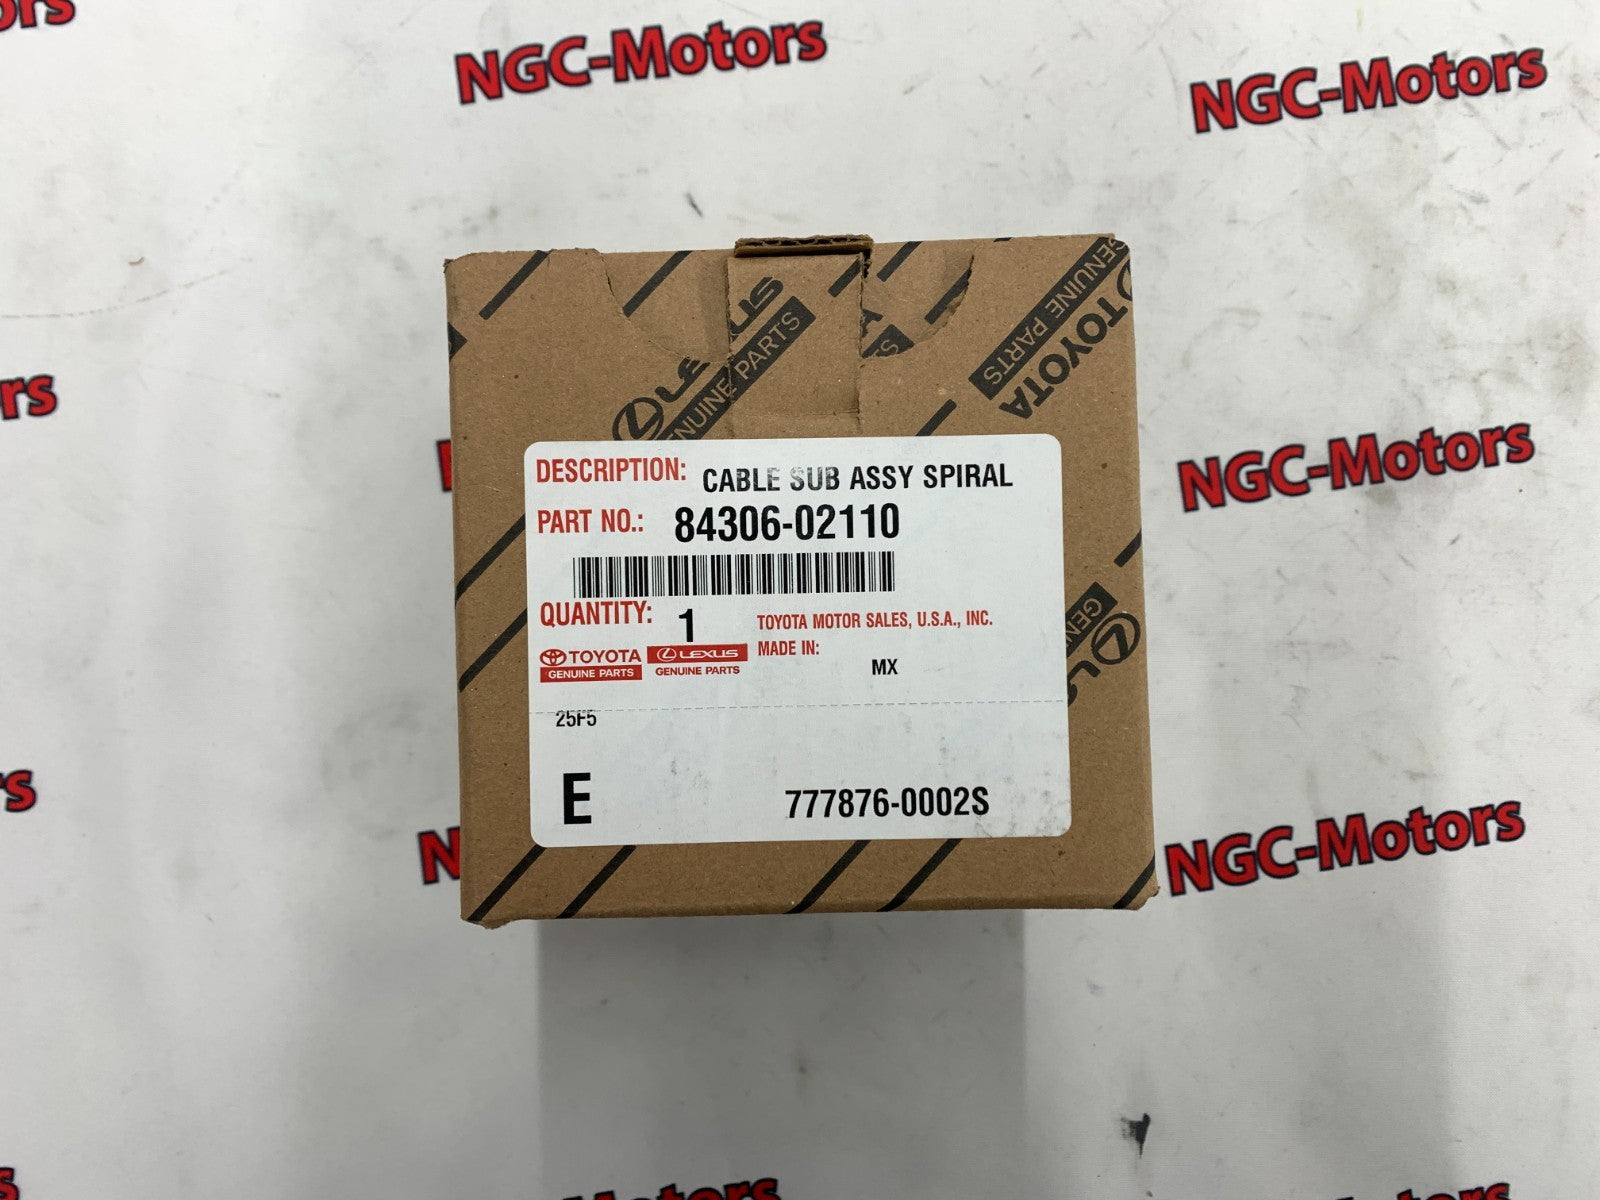 NGC-Motors
NGC-Motors
rs
NGC-Motors
LEXUS
GENUINE PARTS
TOYOTA
GENUINE PARTS
DESCRIPTION: CABLE SUB ASSY SPIRAL
PART NO.: 84306-02110
QUANTITY: 1
TOYOTA MOTOR SALES, U.S.A., INC.
MADE IN:
MX
TOYOTA
GENUINE PARTS
LEXUS
GENUINE PARTS
25F5
E
777876-0002S
NGC-Motors
otors